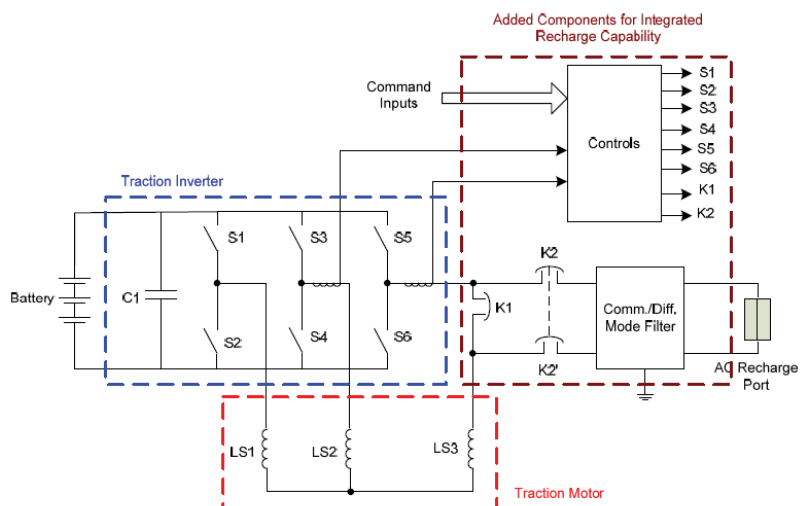 Added Components for Integrated
Recharge Capability
Command
Inputs
Controls
S1
S2
S3
S4
S5
S6
K1
K2
Traction Inverter
Battery
C1
S1
S3
S5
S2
S4
S6
K2
K1
K2'
Comm./Diff.
Mode Filter
AC Recharge
Port
LS1
LS2
LS3
Traction Motor